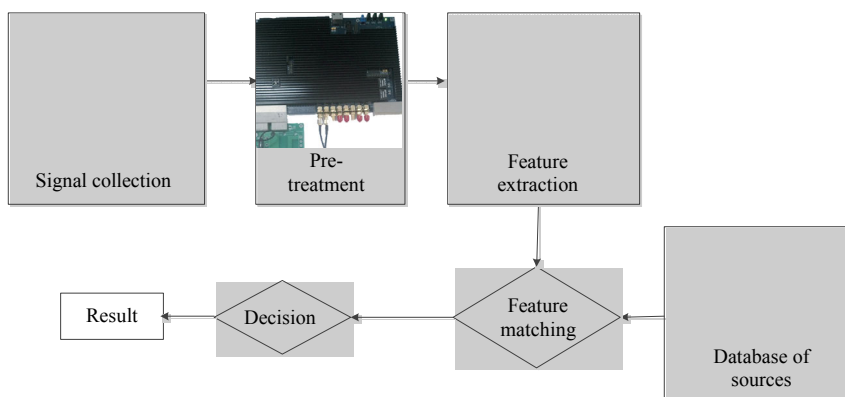 Signal collection
Pre-
treatment
Feature
extraction
Feature
matching
Decision
Result
Database of
sources